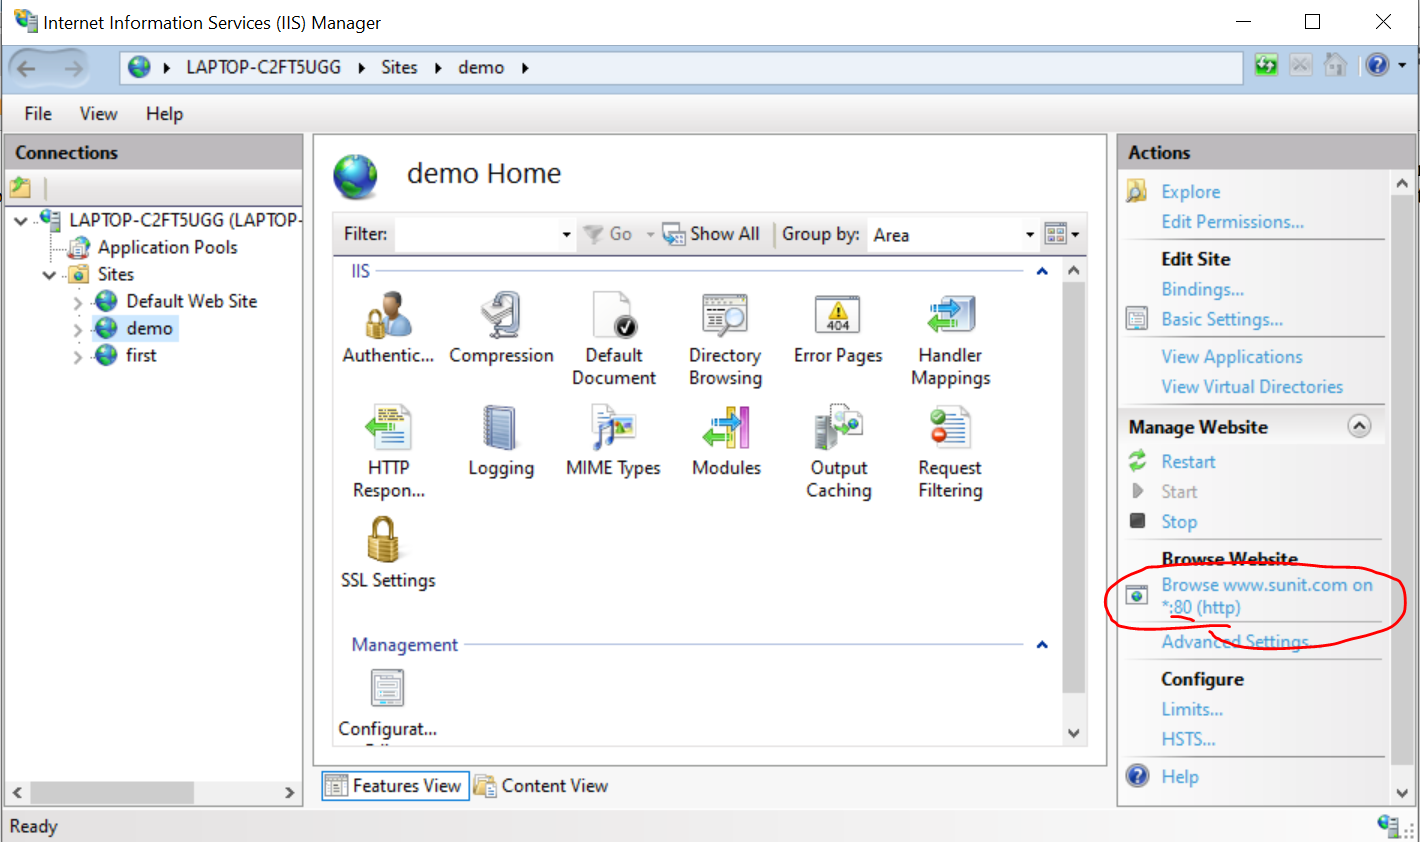 Internet Information Services (IIS) Manager
LAPTOP-C2FT5UGG Sites demo
File View Help
Connections
LAPTOP-C2FT5UGG (LAPTOP-
Application Pools
Sites
Default Web Site
demo
first
demo Home
Filter: Go Show All Group by: Area
IIS
Authentic... Compression Default Document Directory Browsing Error Pages Handler Mappings
404
HTTP Respon... Logging MIME Types Modules Output Caching Request Filtering
SSL Settings
Management
Configurat...
Features View Content View
Actions
Explore
Edit Permissions...
Edit Site
Bindings...
Basic Settings...
View Applications
View Virtual Directories
Manage Website
Restart
Start
Stop
Browse Website
Browse www.sunit.com on
*:80 (http)
Advanced Settings...
Configure
Limits...
HSTS...
Help
Ready